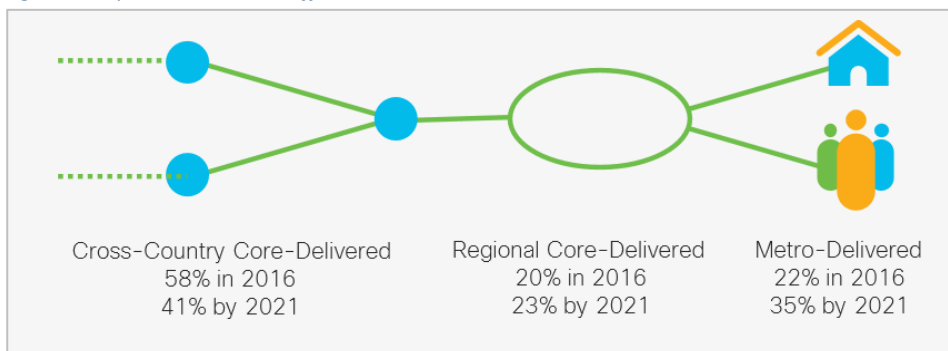 Cross-Country Core-Delivered
58% in 2016
41% by 2021
Regional Core-Delivered
20% in 2016
23% by 2021
Metro-Delivered
22% in 2016
35% by 2021